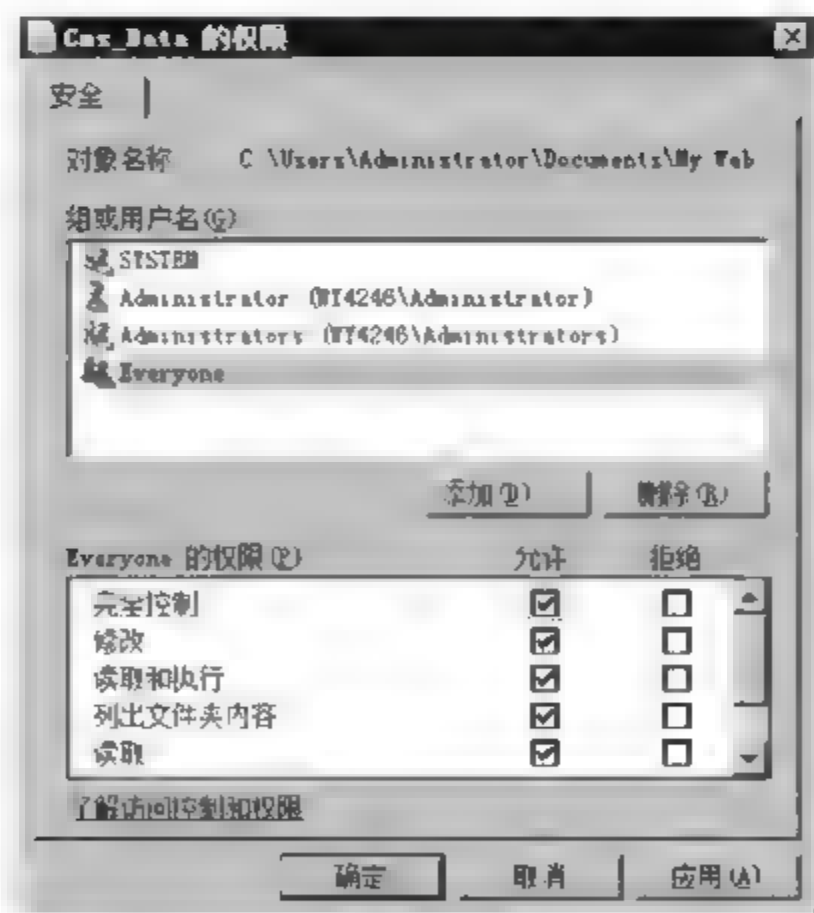 Cms_Data 的权限
安全
对象名称 C \Users\Administrator\Documents\My Web
组或用户名(G)
SYSTEM
Administrator (WY4246\Administrator)
Administrators (WY4246\Administrators)
Everyone
添加(D) 删除(R)
Everyone 的权限(P) 允许 拒绝
完全控制
修改
读取和执行
列出文件夹内容
读取
了解访问控制和权限
确定 取消 应用(A)